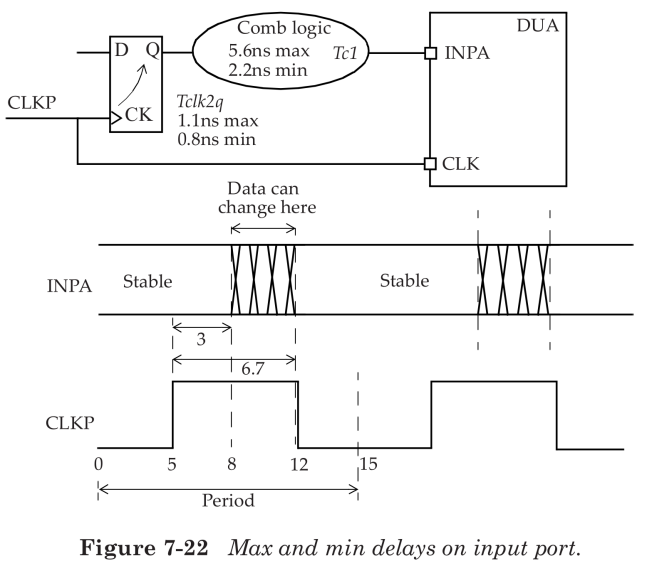 Comb logic
5.6ns max
2.2ns min
Tc1
D Q
CK
CLKP
Tclk2q
1.1ns max
0.8ns min
DUA
INPA
CLK
Data can
change here
INPA
Stable
Stable
3
6.7
CLKP
0 5 8 12 15
Period
Figure 7-22 Max and min delays on input port.